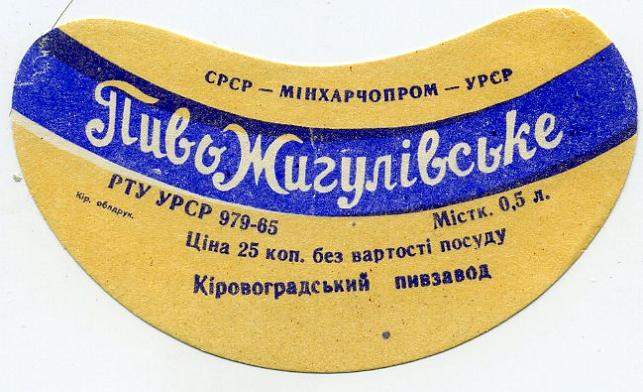 СРСР — МІНХАРЧОПРОМ — УРСР
Пиво Жигулівське
РТУ УРСР 979-65
Містк. 0,5 л.
Кір. облдрук.
Ціна 25 коп. без вартості посуду
Кіровоградський пивзавод